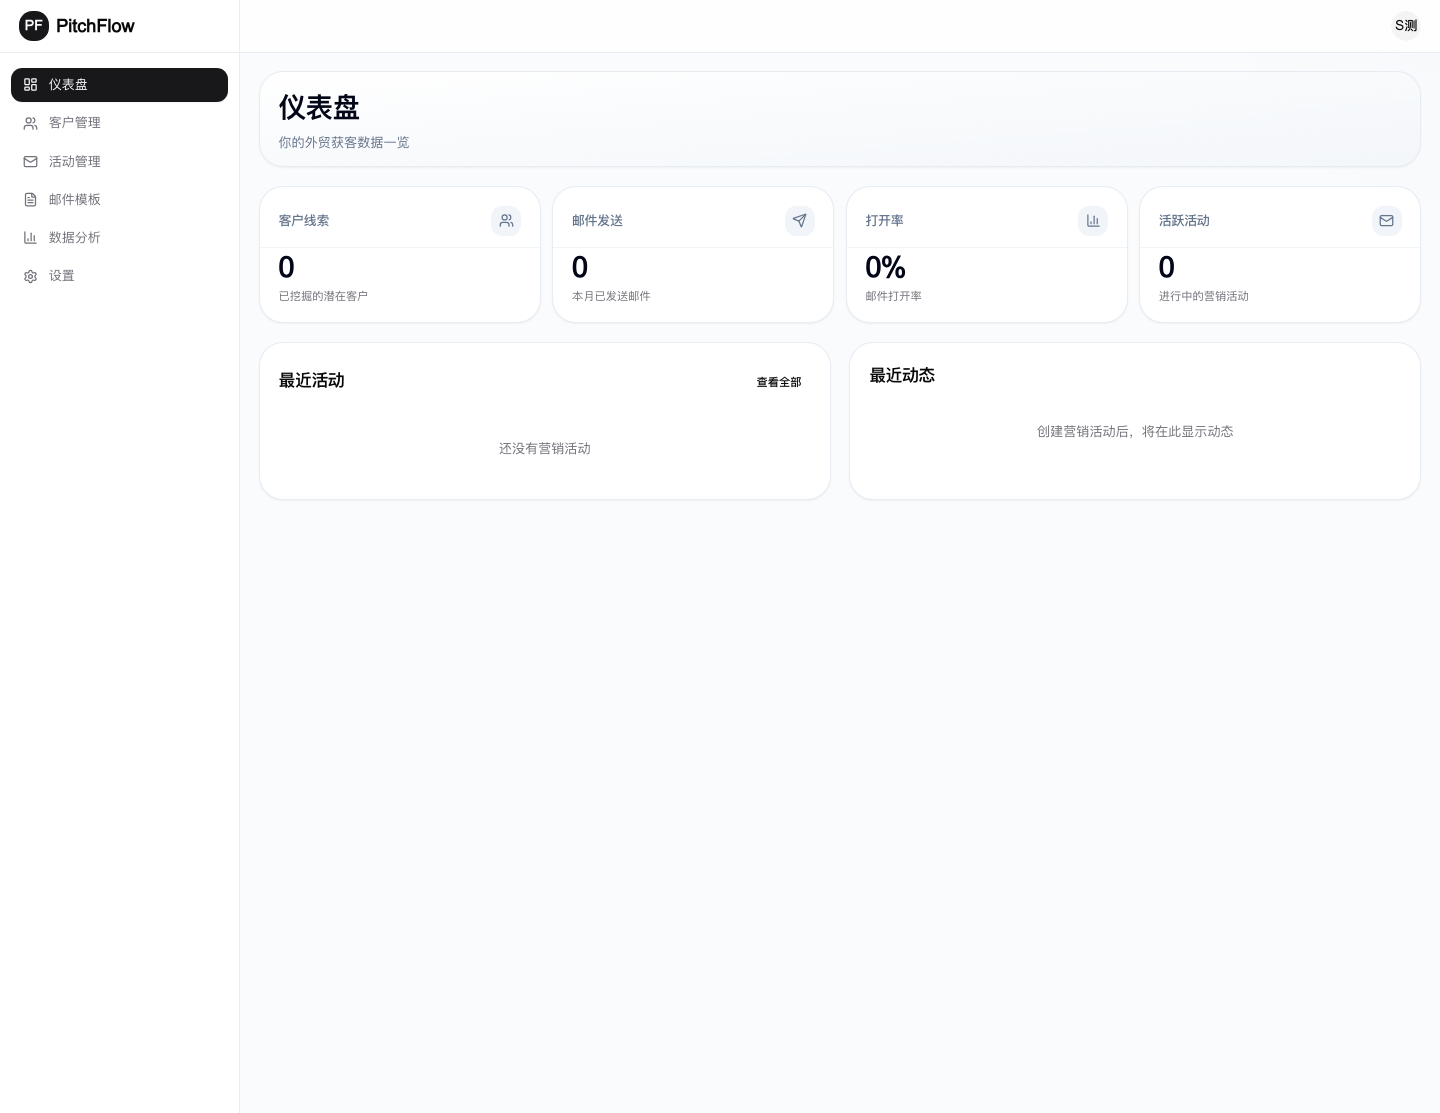 PF PitchFlow
S测
仪表盘
客户管理
活动管理
邮件模板
数据分析
设置
仪表盘
你的外贸获客数据一览
客户线索
0
已挖掘的潜在客户
邮件发送
0
本月已发送邮件
打开率
0%
邮件打开率
活跃活动
0
进行中的营销活动
最近活动
查看全部
还没有营销活动
最近动态
创建营销活动后，将在此显示动态